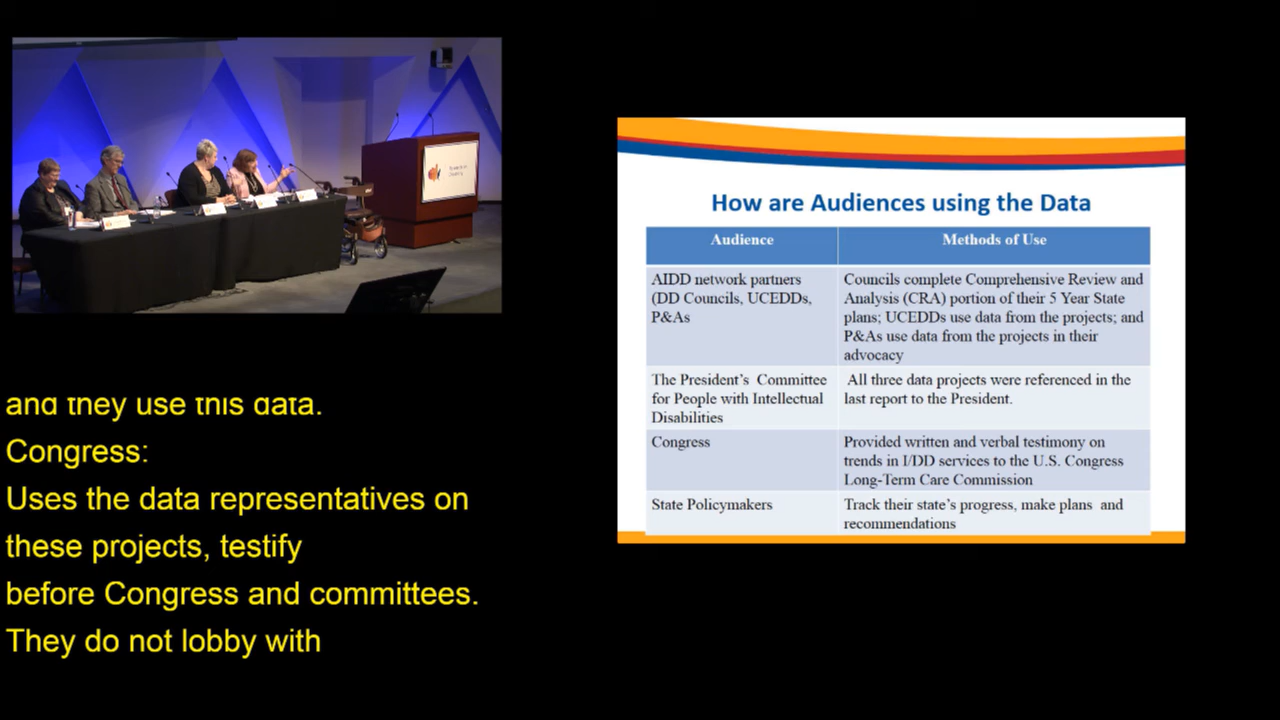 and they use this data.
Congress:
Uses the data representatives on
these projects, testify
before Congress and committees.
They do not lobby with
How are Audiences using the Data
Audience
Methods of Use
AIDD network partners
(DD Councils, UCEDDs,
P&As
Councils complete Comprehensive Review and
Analysis (CRA) portion of their 5 Year State
plans; UCEDDs use data from the projects; and
P&As use data from the projects in their
advocacy
The President’s Committee
for People with Intellectual
Disabilities
All three data projects were referenced in the
last report to the President.
Congress
Provided written and verbal testimony on
trends in I/DD services to the U.S. Congress
Long-Term Care Commission
State Policymakers
Track their state’s progress, make plans and
recommendations